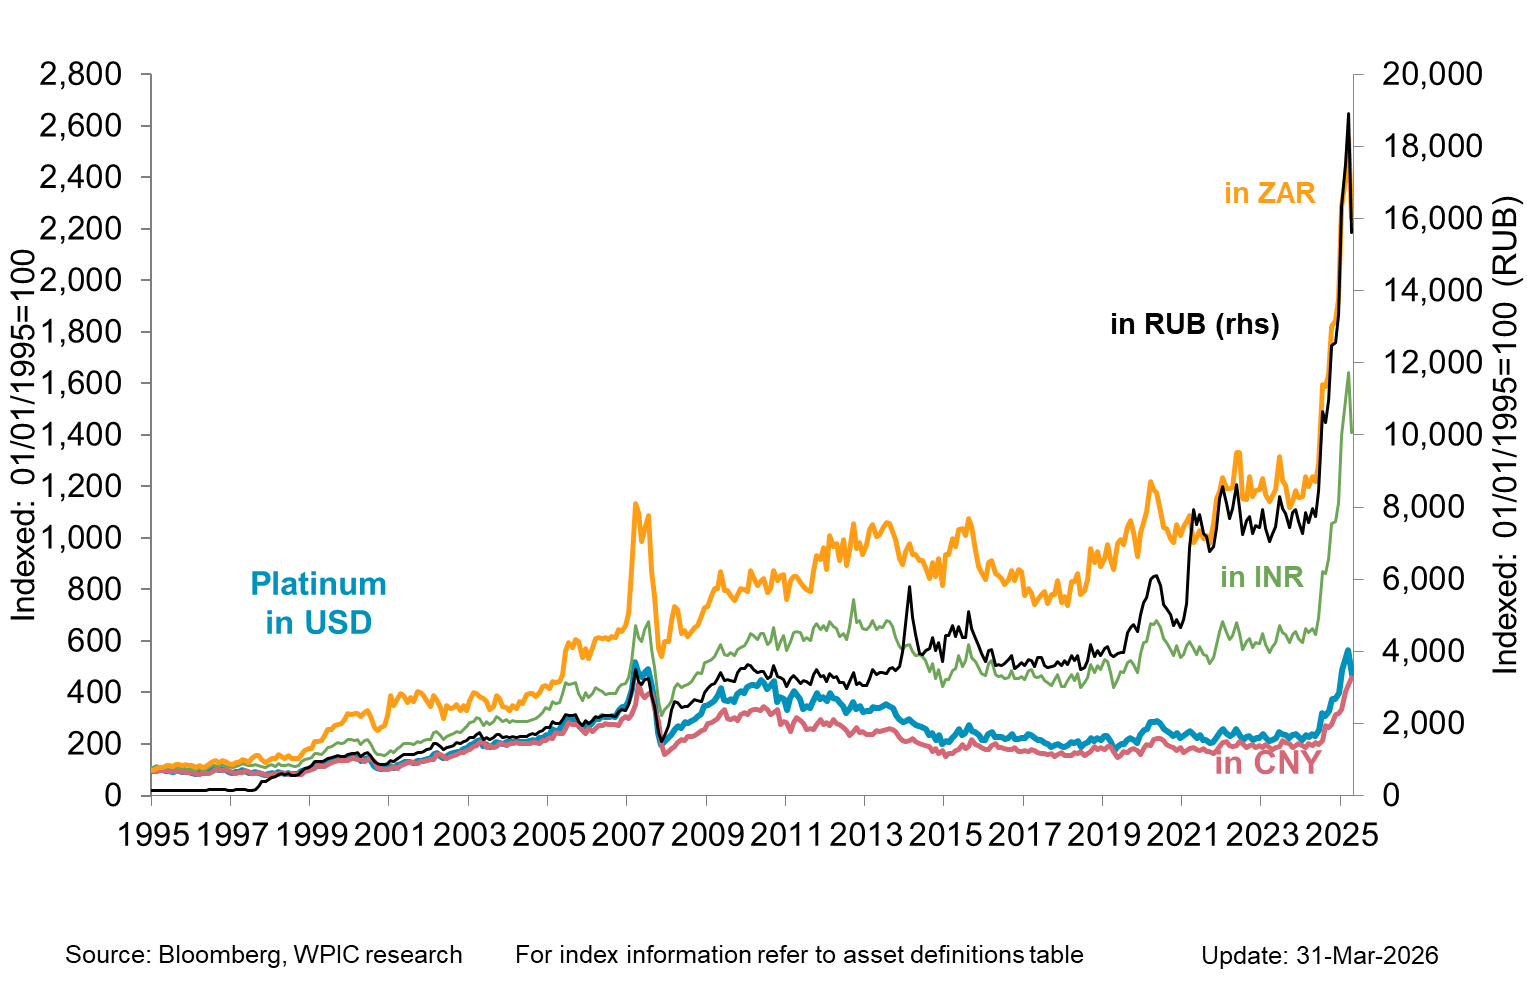 2,800
2,600
2,400
2,200
2,000
1,800
1,600
1,400
1,200
1,000
800
600
400
200
0
Indexed: 01/01/1995=100
20,000
18,000
16,000
14,000
12,000
10,000
8,000
6,000
4,000
2,000
0
Indexed: 01/01/1995=100 (RUB)
in ZAR
in RUB (rhs)
in INR
Platinum
in USD
in CNY
1995 1997 1999 2001 2003 2005 2007 2009 2011 2013 2015 2017 2019 2021 2023 2025
Source: Bloomberg, WPIC research For index information refer to asset definitions table Update: 31-Mar-2026